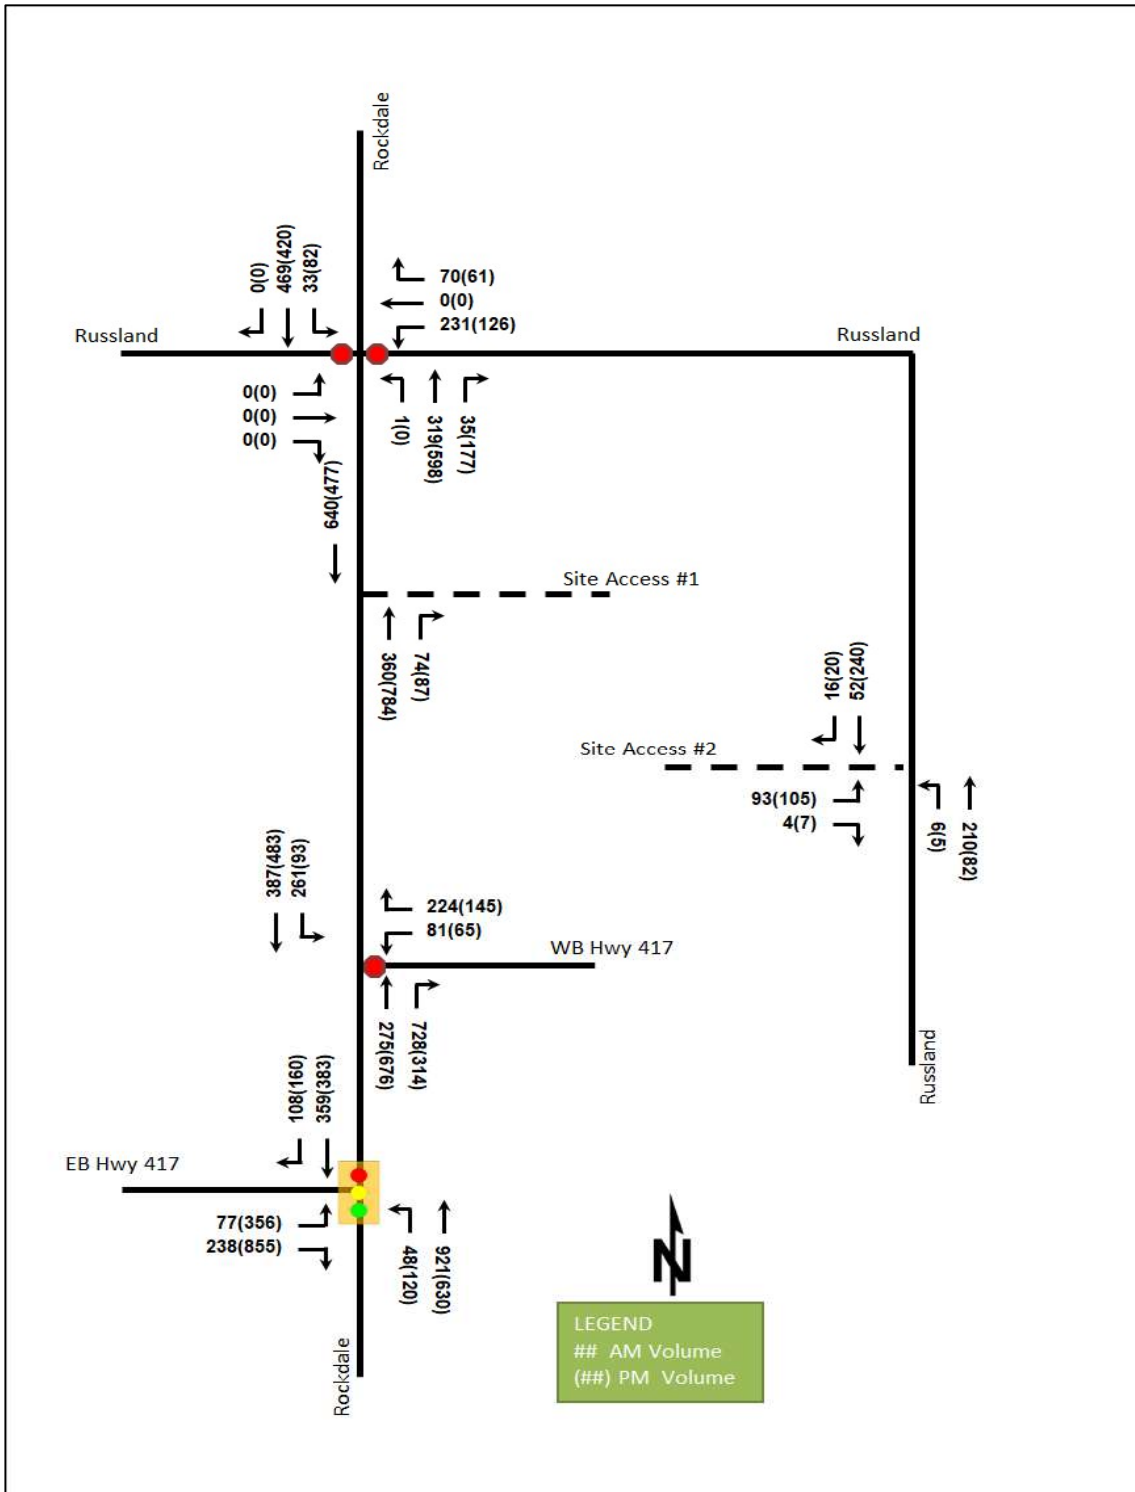 Rockdale
0(0)
469(420)
33(82)
70(61)
0(0)
231(126)
Russland
Russland
0(0)
0(0)
0(0)
1(0)
319(598)
35(177)
640(477)
Site Access #1
360(784)
74(87)
16(20)
52(240)
Site Access #2
93(105)
4(7)
6(5)
210(82)
387(483)
261(93)
224(145)
81(65)
WB Hwy 417
275(676)
728(314)
Russland
108(160)
359(383)
EB Hwy 417
77(356)
238(855)
48(120)
921(630)
N
Rockdale
LEGEND
## AM Volume
(##) PM Volume